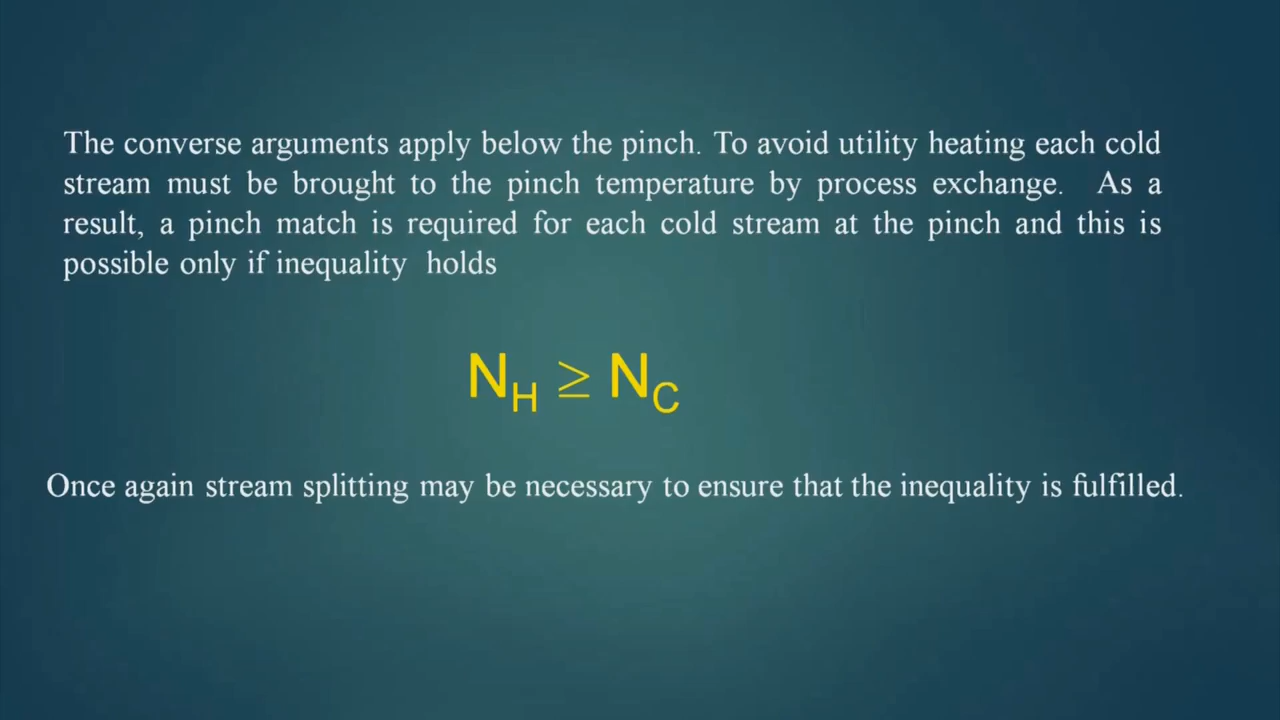 The converse arguments apply below the pinch. To avoid utility heating each cold
stream must be brought to the pinch temperature by process exchange. As a
result, a pinch match is required for each cold stream at the pinch and this is
possible only if inequality holds
N_H ≥ N_C
Once again stream splitting may be necessary to ensure that the inequality is fulfilled.